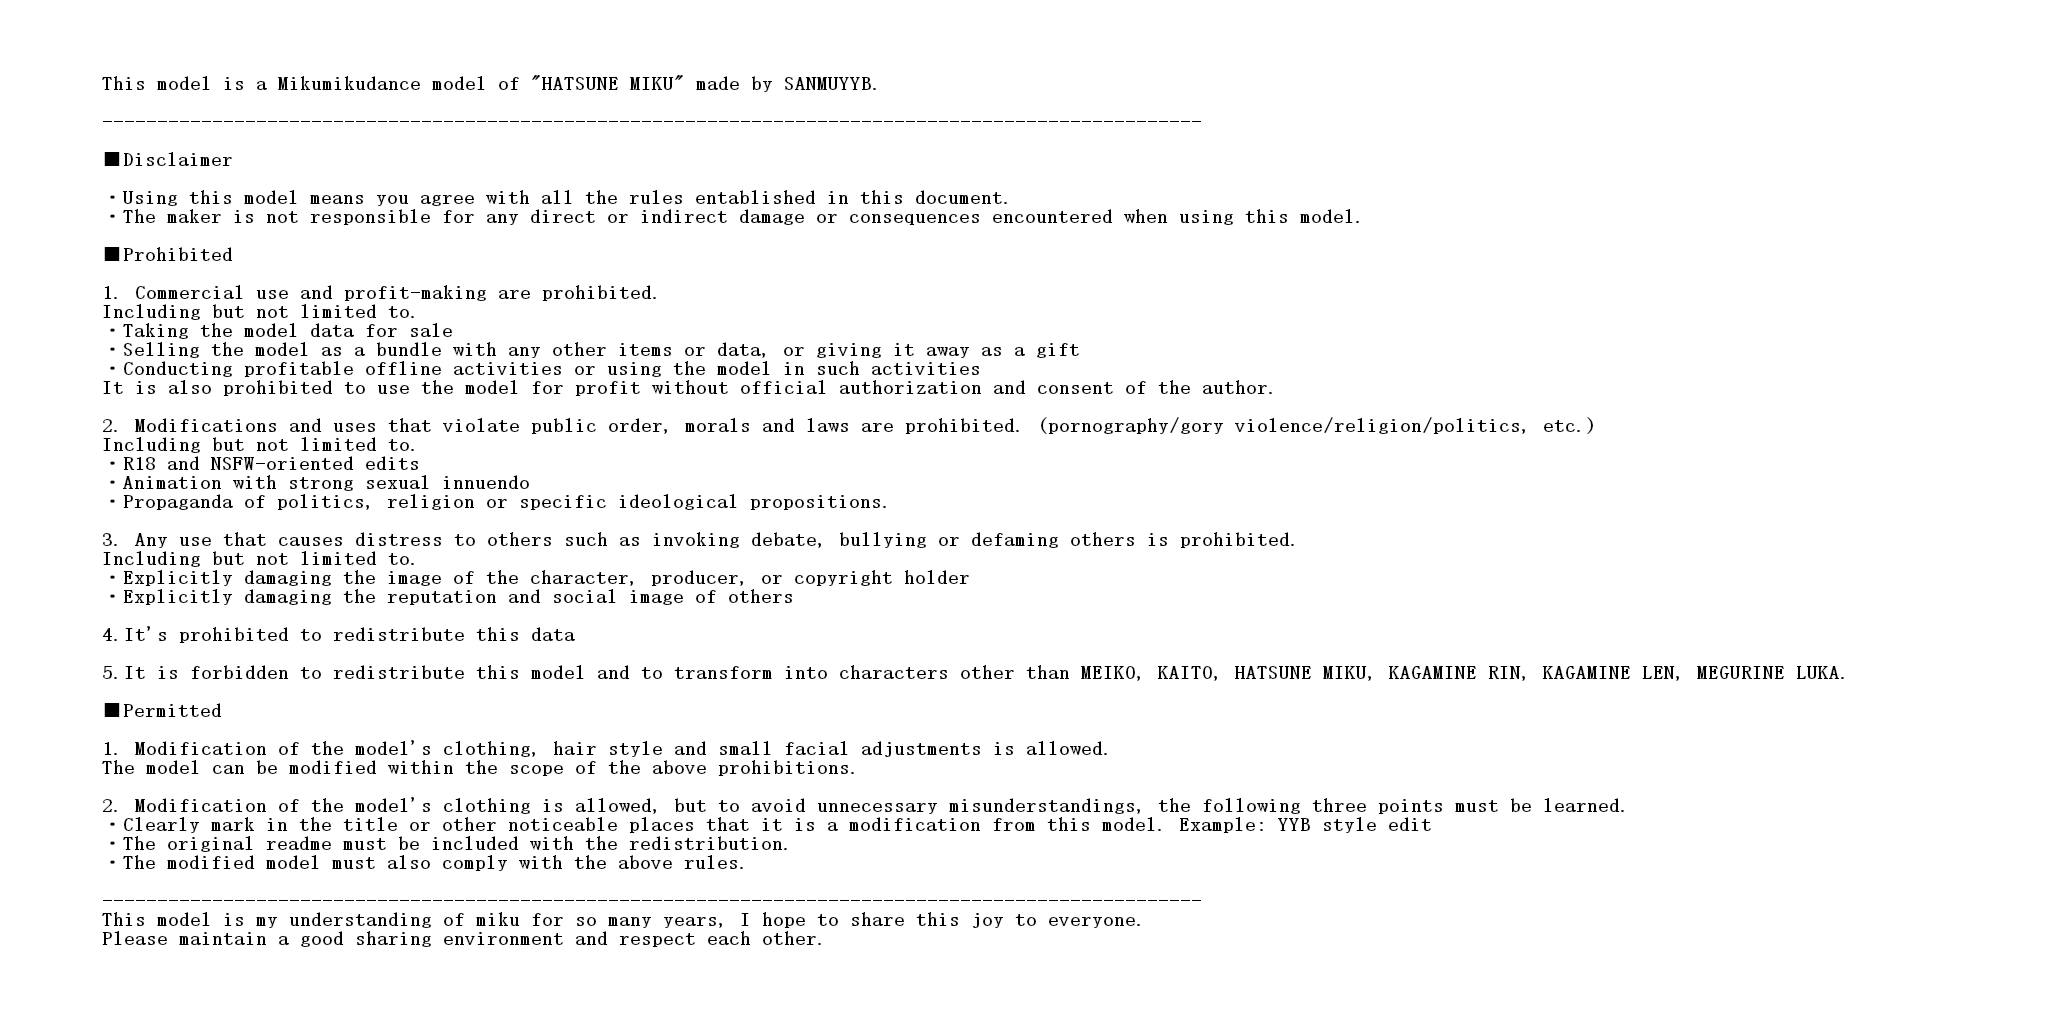 This model is a Mikumikudance model of "HATSUNE MIKU" made by SANMUYYB.
----------------------------------------------------------------------------------------------------
■Disclaimer
・Using this model means you agree with all the rules entablished in this document.
・The maker is not responsible for any direct or indirect damage or consequences encountered when using this model.
■Prohibited
1. Commercial use and profit-making are prohibited.
Including but not limited to.
・Taking the model data for sale
・Selling the model as a bundle with any other items or data, or giving it away as a gift
・Conducting profitable offline activities or using the model in such activities
It is also prohibited to use the model for profit without official authorization and consent of the author.
2. Modifications and uses that violate public order, morals and laws are prohibited. (pornography/gory violence/religion/politics, etc.)
Including but not limited to.
・R18 and NSFW-oriented edits
・Animation with strong sexual innuendo
・Propaganda of politics, religion or specific ideological propositions.
3. Any use that causes distress to others such as invoking debate, bullying or defaming others is prohibited.
Including but not limited to.
・Explicitly damaging the image of the character, producer, or copyright holder
・Explicitly damaging the reputation and social image of others
4.It's prohibited to redistribute this data
5.It is forbidden to redistribute this model and to transform into characters other than MEIKO, KAITO, HATSUNE MIKU, KAGAMINE RIN, KAGAMINE LEN, MEGURINE LUKA.
■Permitted
1. Modification of the model's clothing, hair style and small facial adjustments is allowed.
The model can be modified within the scope of the above prohibitions.
2. Modification of the model's clothing is allowed, but to avoid unnecessary misunderstandings, the following three points must be learned.
・Clearly mark in the title or other noticeable places that it is a modification from this model. Example: YYB style edit
・The original readme must be included with the redistribution.
・The modified model must also comply with the above rules.
----------------------------------------------------------------------------------------------------
This model is my understanding of miku for so many years, I hope to share this joy to everyone.
Please maintain a good sharing environment and respect each other.